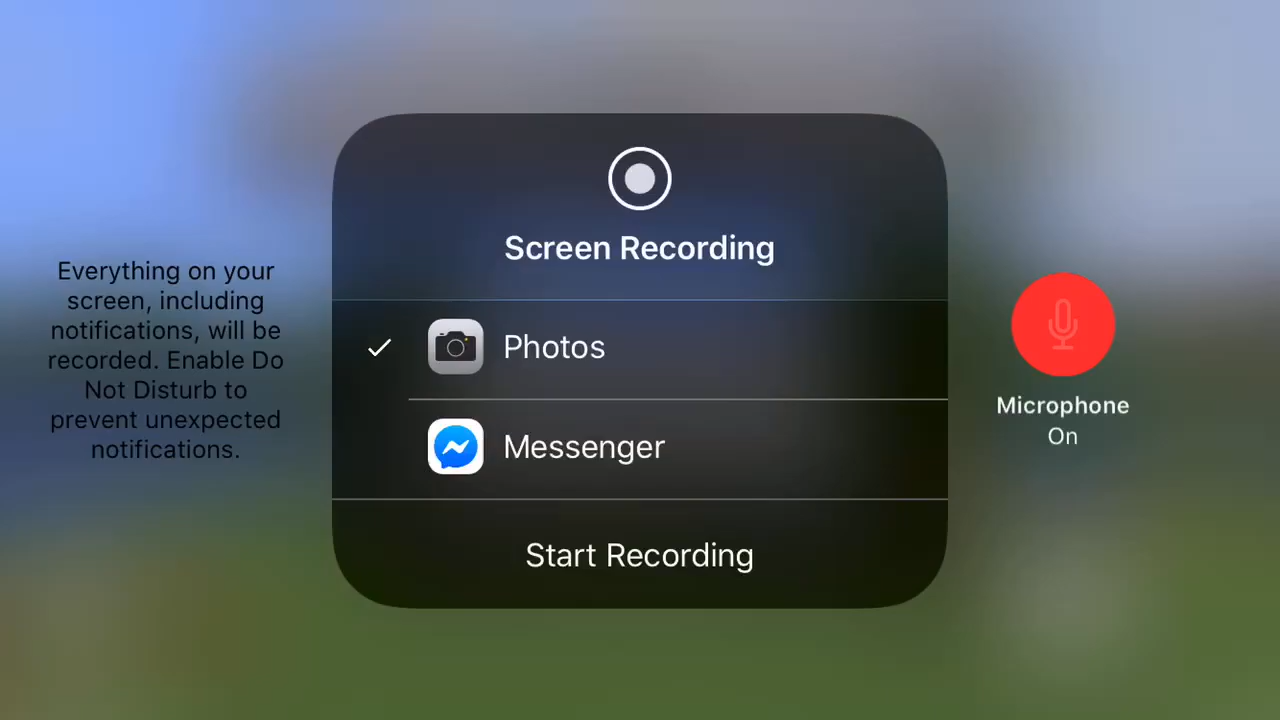 Everything on your
screen, including
notifications, will be
recorded. Enable Do
Not Disturb to
prevent unexpected
notifications.
Screen Recording
Photos
Messenger
Start Recording
Microphone
On